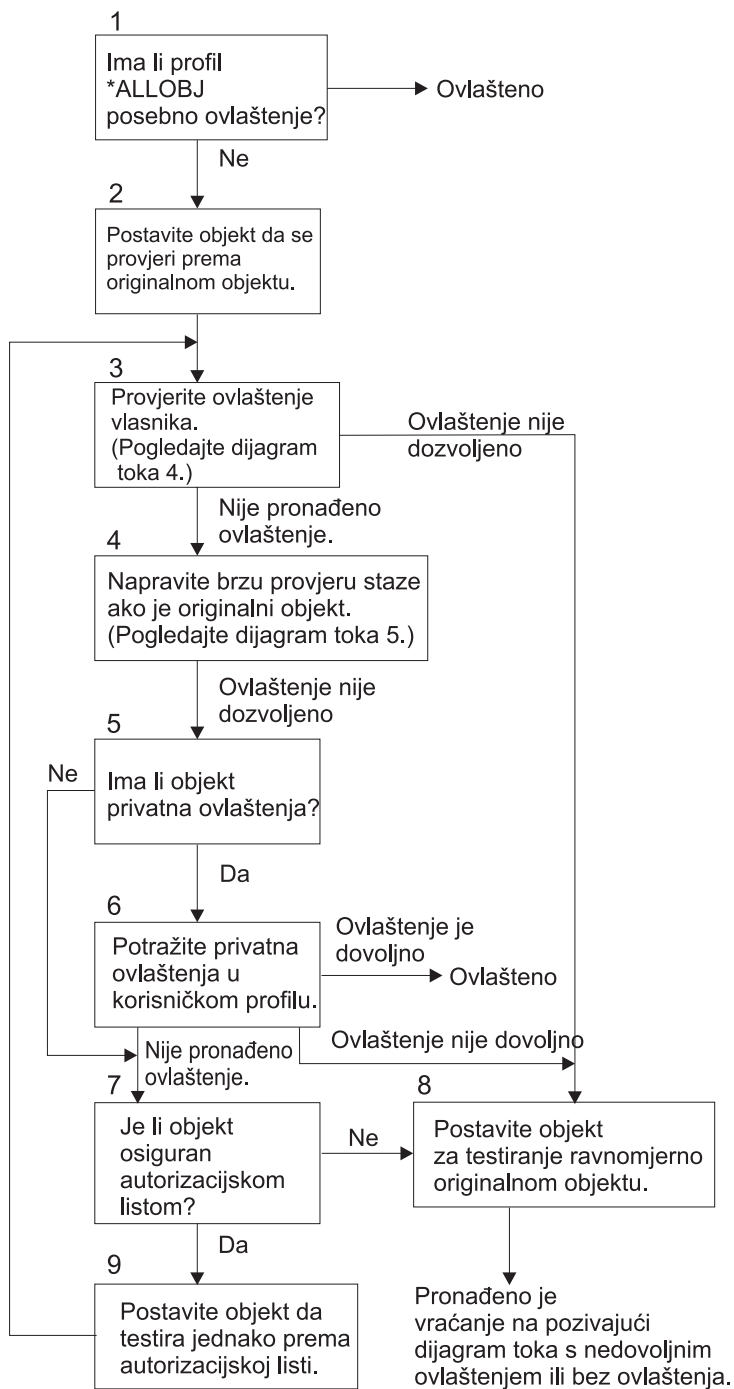 1
Ima li profil
*ALLOBJ
posebno ovlaštenje?
Ovlašteno
Ne
2
Postavite objekt da se
provjeri prema
originalnom objektu.
3
Provjerite ovlaštenje
vlasnika.
(Pogledajte dijagram
toka 4.)
Ovlaštenje nije
dozvoljeno
Nije pronađeno
ovlaštenje.
4
Napravite brzu provjeru staze
ako je originalni objekt.
(Pogledajte dijagram toka 5.)
Ovlaštenje nije
dozvoljeno
5
Ne
Ima li objekt
privatna ovlaštenja?
Da
6
Potražite privatna
ovlaštenja u
korisničkom profilu.
Ovlaštenje je
dovoljno
Ovlašteno
Ovlaštenje nije dovoljno
Nije pronađeno
ovlaštenje.
7
Je li objekt
osiguran
autorizacijskom
listom?
Ne
8
Postavite objekt
za testiranje ravnomjerno
originalnom objektu.
Da
9
Postavite objekt da
testira jednako prema
autorizacijskoj listi.
Pronađeno je
vraćanje na pozivajući
dijagram toka s nedovoljnim
ovlaštenjem ili bez ovlaštenja.